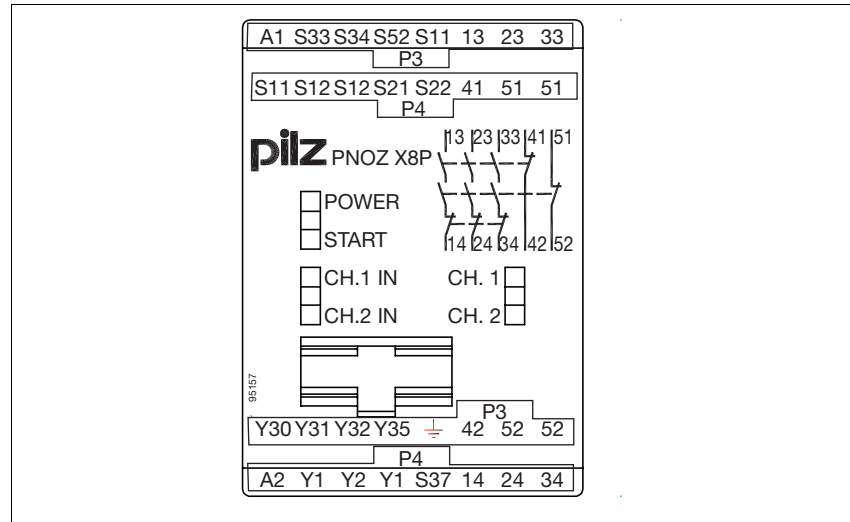 A1 S33 S34 S52 S11 13 23 33
P3
S11 S12 S12 S21 S22 41 51 51
P4
pilz PNOZ X8P
13 23 33 41 51
POWER
START
14 24 34 42 52
CH.1 IN CH. 1
CH.2 IN CH. 2
95157
P3
Y30 Y31 Y32 Y35 42 52 52
P4
A2 Y1 Y2 Y1 S37 14 24 34